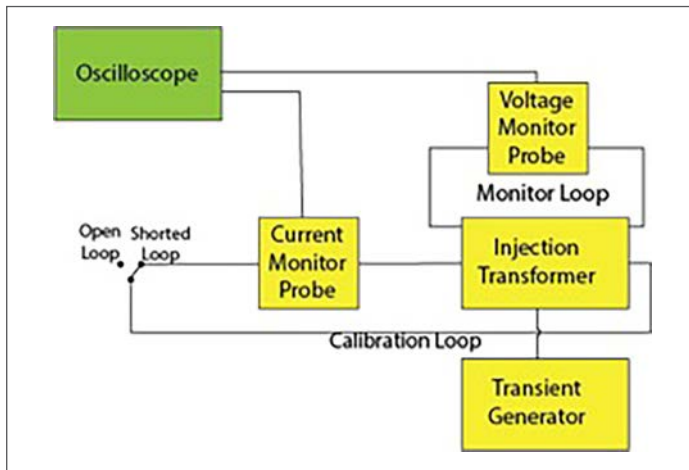 Oscilloscope
Voltage
Monitor
Probe
Monitor Loop
Open
Loop
Shorted
Loop
Current
Monitor
Probe
Injection
Transformer
Calibration Loop
Transient
Generator